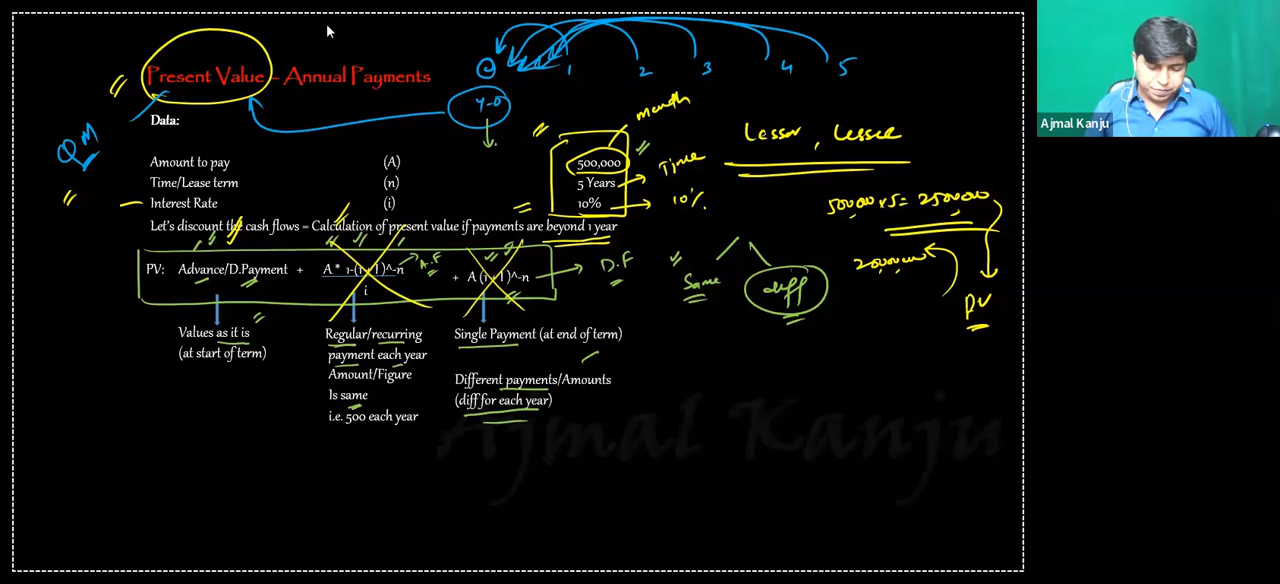 0 1 2 3 4 5
Present Value – Annual Payments
Y-0
month
Data:
QM
Lessor, Lessee
Amount to pay (A) 500,000
Time
Time/Lease term (n) 5 Years
Interest Rate (i) 10%
10%
500000 x 5 = 2500000
Let's discount the cash flows = Calculation of present value if payments are beyond 1 year
PV: Advance/D.Payment + A * 1-(1+i)^-n + A (1+i)^-n
i
A.F
D.F
Same
diff
2000000
PV
Values as it is
(at start of term)
Regular/recurring
payment each year
Amount/Figure
Is same
i.e. 500 each year
Single Payment (at end of term)
Different payments/Amounts
(diff for each year)
Ajmal Kanju
Ajmal Kanju